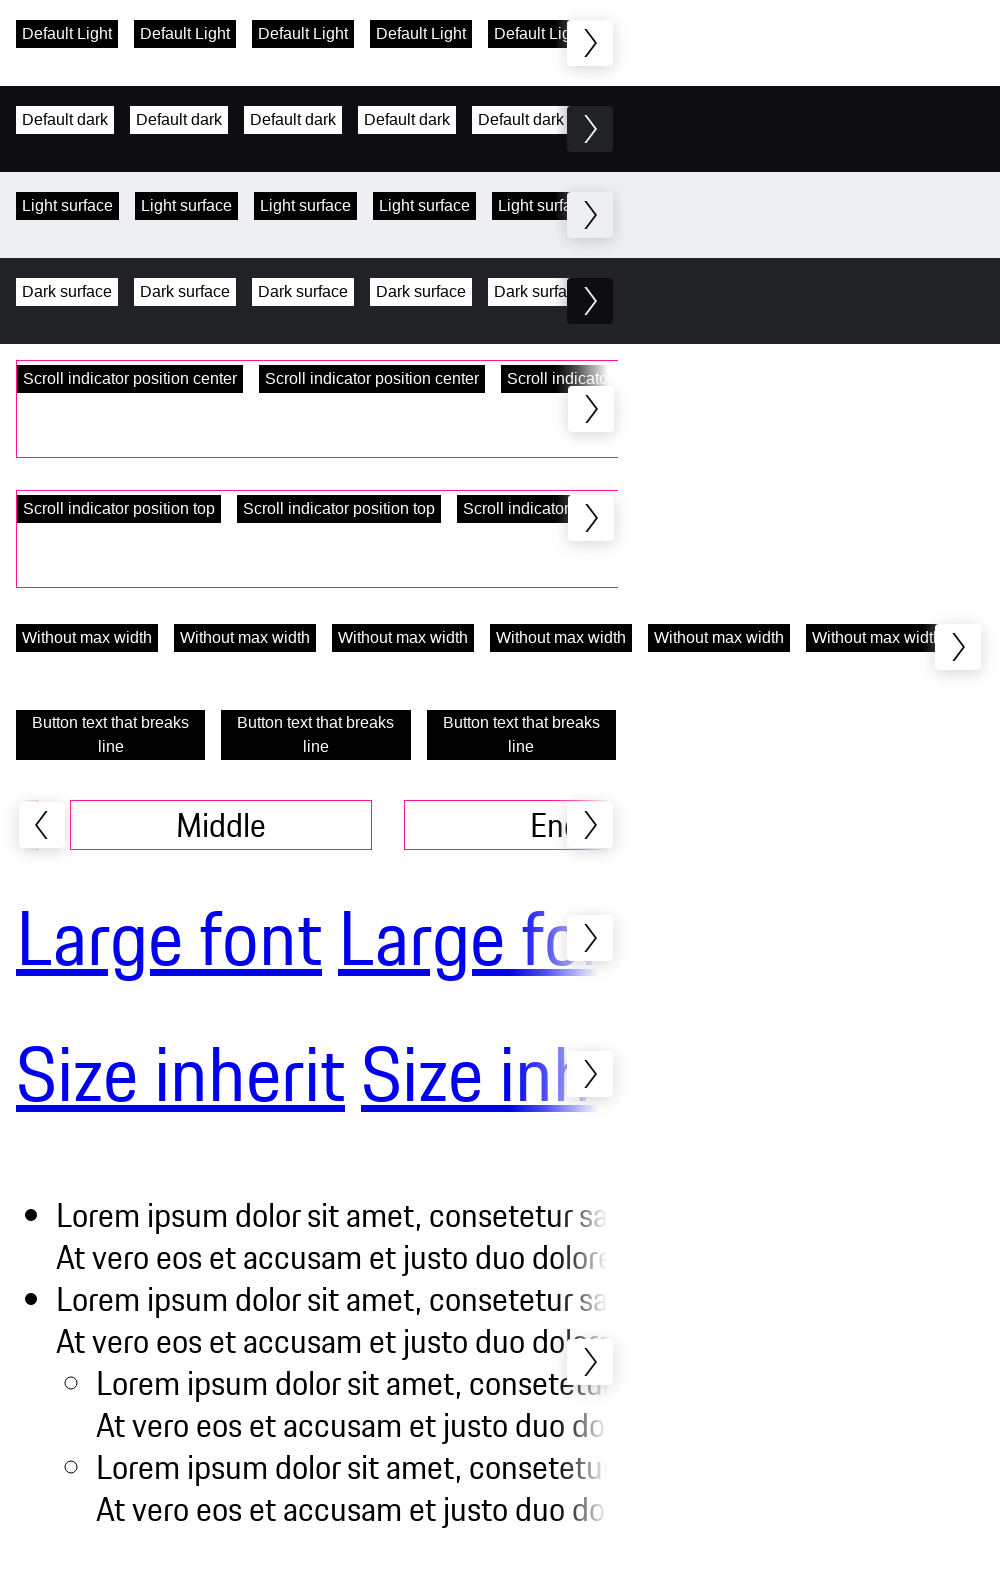 Default Light Default Light Default Light Default Light Default Lig
Default dark Default dark Default dark Default dark Default dark
Light surface Light surface Light surface Light surface Light surfa
Dark surface Dark surface Dark surface Dark surface Dark surfa
Scroll indicator position center Scroll indicator position center Scroll indicato
Scroll indicator position top Scroll indicator position top Scroll indicator
Without max width Without max width Without max width Without max width Without max width Without max width
Button text that breaks line Button text that breaks line Button text that breaks line
Middle En
Large font Large fo
Size inherit Size inh
Lorem ipsum dolor sit amet, consetetur sa
At vero eos et accusam et justo duo dolore
Lorem ipsum dolor sit amet, consetetur sa
At vero eos et accusam et justo duo dolore
Lorem ipsum dolor sit amet, consetetu
At vero eos et accusam et justo duo do
Lorem ipsum dolor sit amet, consetetu
At vero eos et accusam et justo duo do